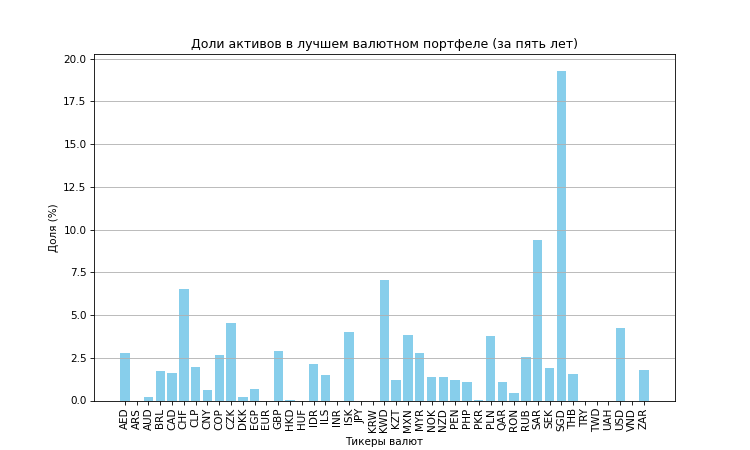 Доли активов в лучшем валютном портфеле (за пять лет)
20.0
17.5
15.0
12.5
10.0
7.5
5.0
2.5
0.0
Доля (%)
AED ARS AUD BRL CAD CHF CLP CNY COP CZK DKK EGP EUR GBP HKD HUF IDR ILS INR ISK JPY KRW KWD KZT MXN MYR NOK NZD PEN PHP PKR PLN QAR RON RUB SAR SEK SGD THB TRY TWD UAH USD VND ZAR
Тикеры валют